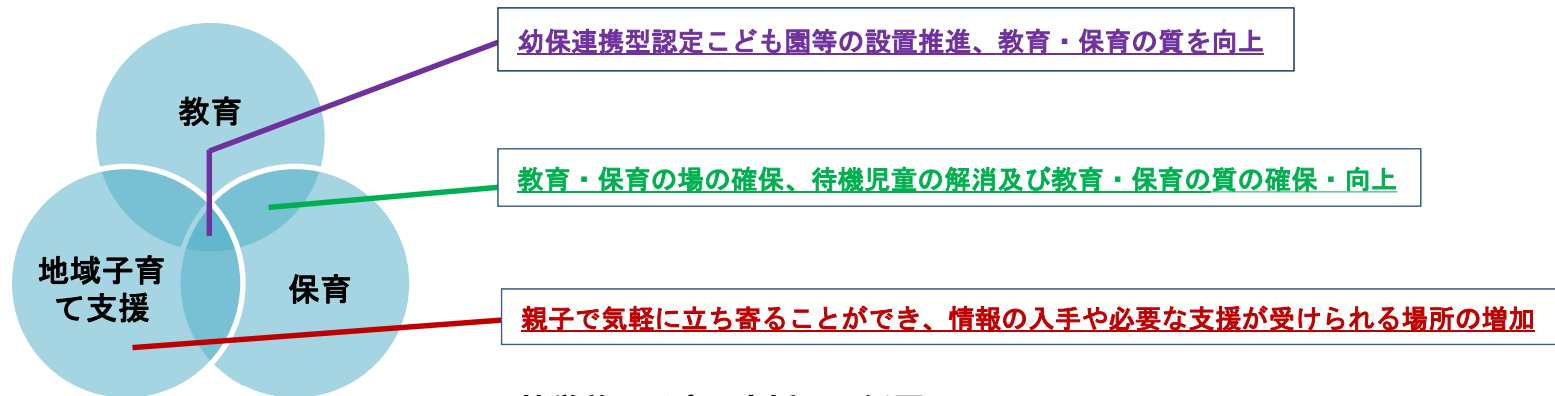 幼保連携型認定こども園等の設置推進、教育・保育の質を向上
教育
教育・保育の場の確保、待機児童の解消及び教育・保育の質の確保・向上
地域子育
て支援
保育
親子で気軽に立ち寄ることができ、情報の入手や必要な支援が受けられる場所の増加